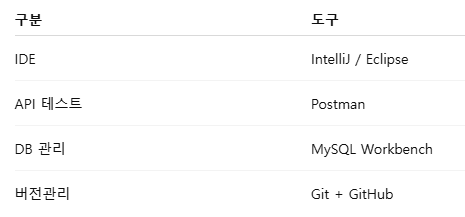 구분 도구
IDE IntelliJ / Eclipse
API 테스트 Postman
DB 관리 MySQL Workbench
버전관리 Git + GitHub